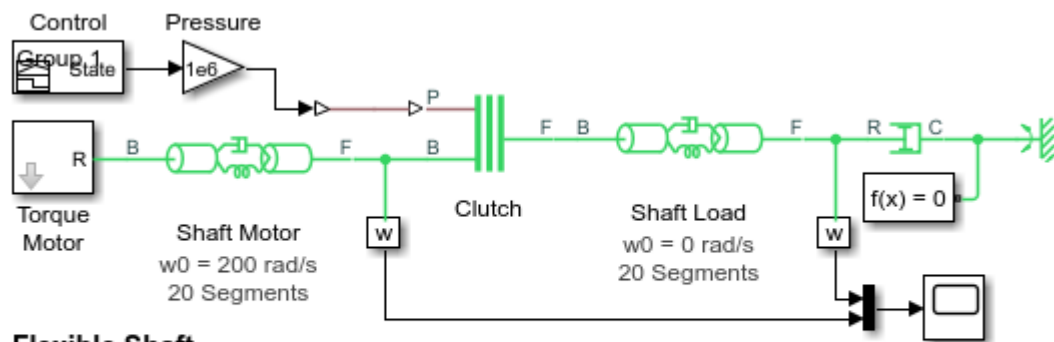 Control
Pressure
Group 1
State
1e6
P
R
B
F
B
F
B
F
R
C
Torque
Motor
Shaft Motor
w0 = 200 rad/s
20 Segments
w
Clutch
Shaft Load
w0 = 0 rad/s
20 Segments
w
f(x) = 0
Flexible Shaft